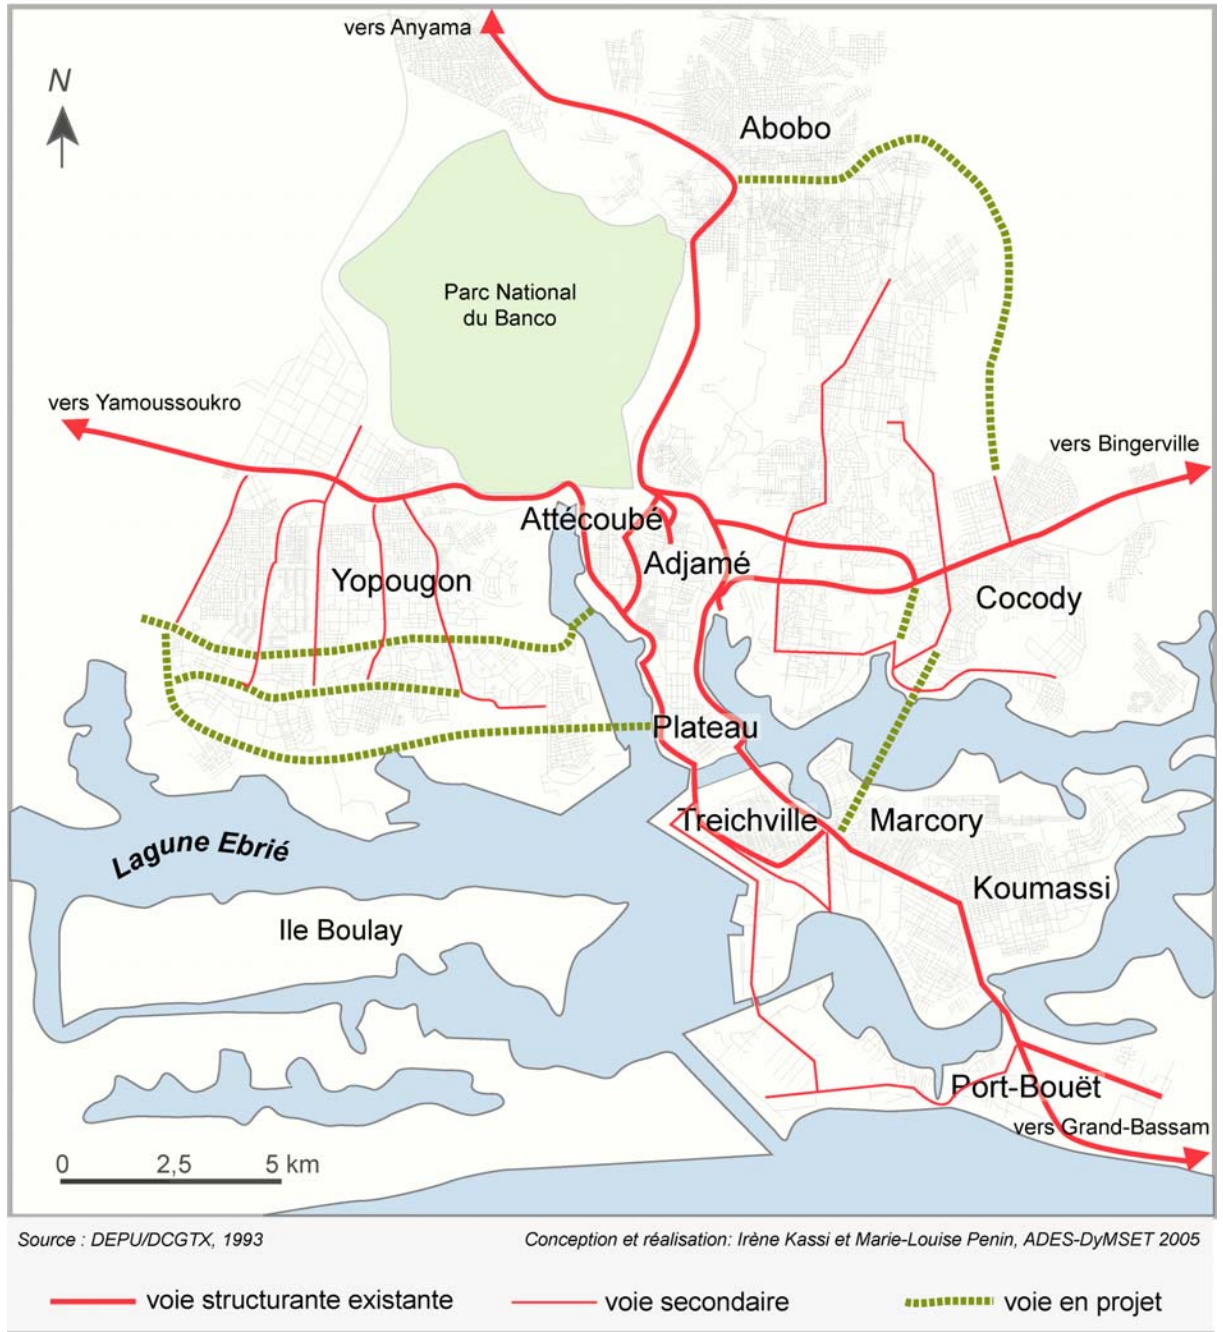 vers Anyama
N
Abobo
Parc National
du Banco
vers Yamoussoukro
vers Bingerville
Attécoubé
Adjamé
Yopougon
Cocody
Plateau
Treichville
Marcory
Lagune Ebrié
Koumassi
Ile Boulay
Port-Bouët
vers Grand-Bassam
0 2,5 5 km
Source : DEPU/DCGTX, 1993
Conception et réalisation: Irène Kassi et Marie-Louise Penin, ADES-DyMSET 2005
voie structurante existante
voie secondaire
voie en projet